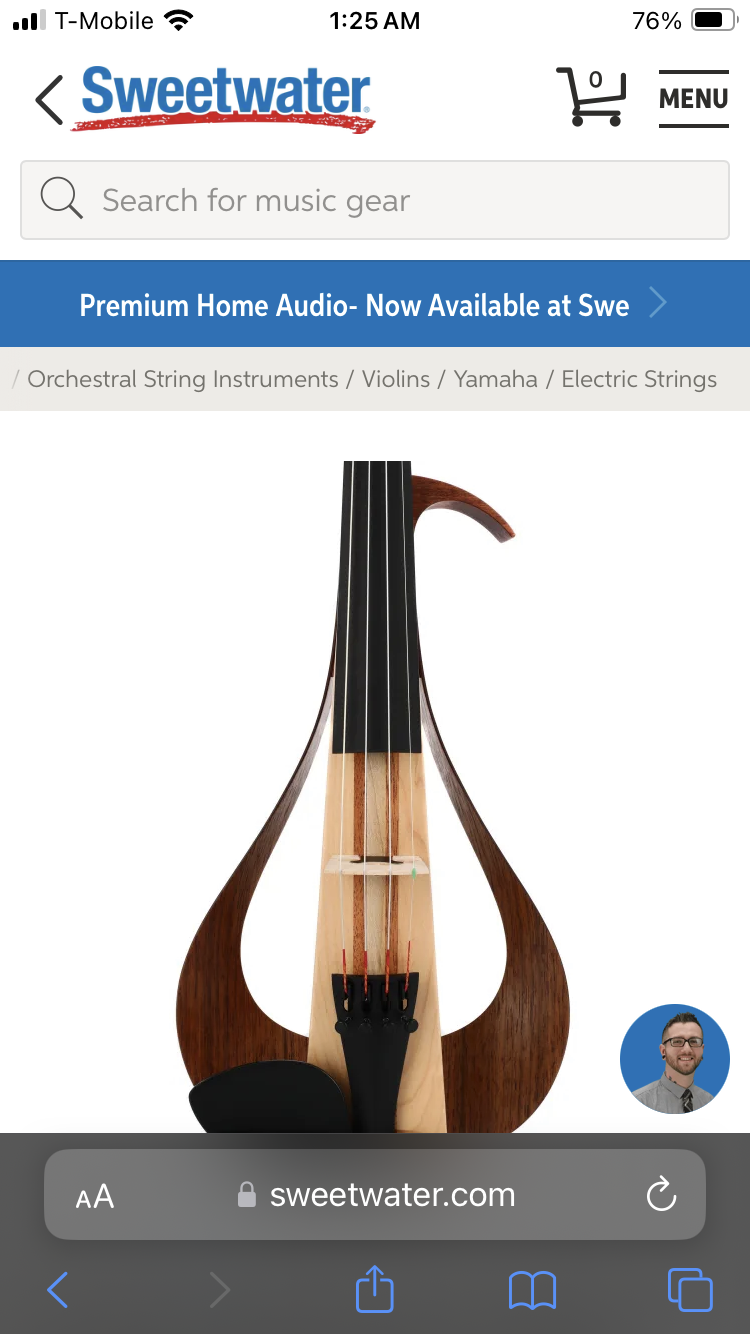 T-Mobile 1:25 AM 76%
Sweetwater
0
MENU
Search for music gear
Premium Home Audio- Now Available at Swe
/ Orchestral String Instruments / Violins / Yamaha / Electric Strings
AA sweetwater.com